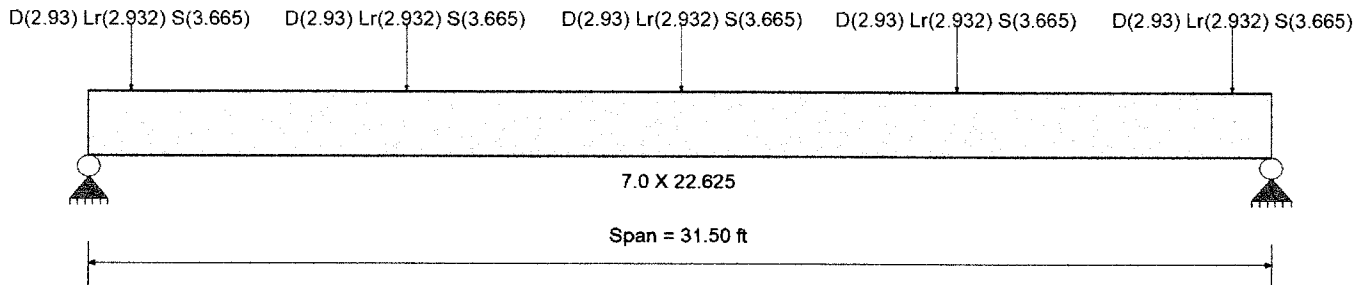 D(2.93) Lr(2.932) S(3.665) D(2.93) Lr(2.932) S(3.665) D(2.93) Lr(2.932) S(3.665) D(2.93) Lr(2.932) S(3.665) D(2.93) Lr(2.932) S(3.665)
7.0 X 22.625
Span = 31.50 ft